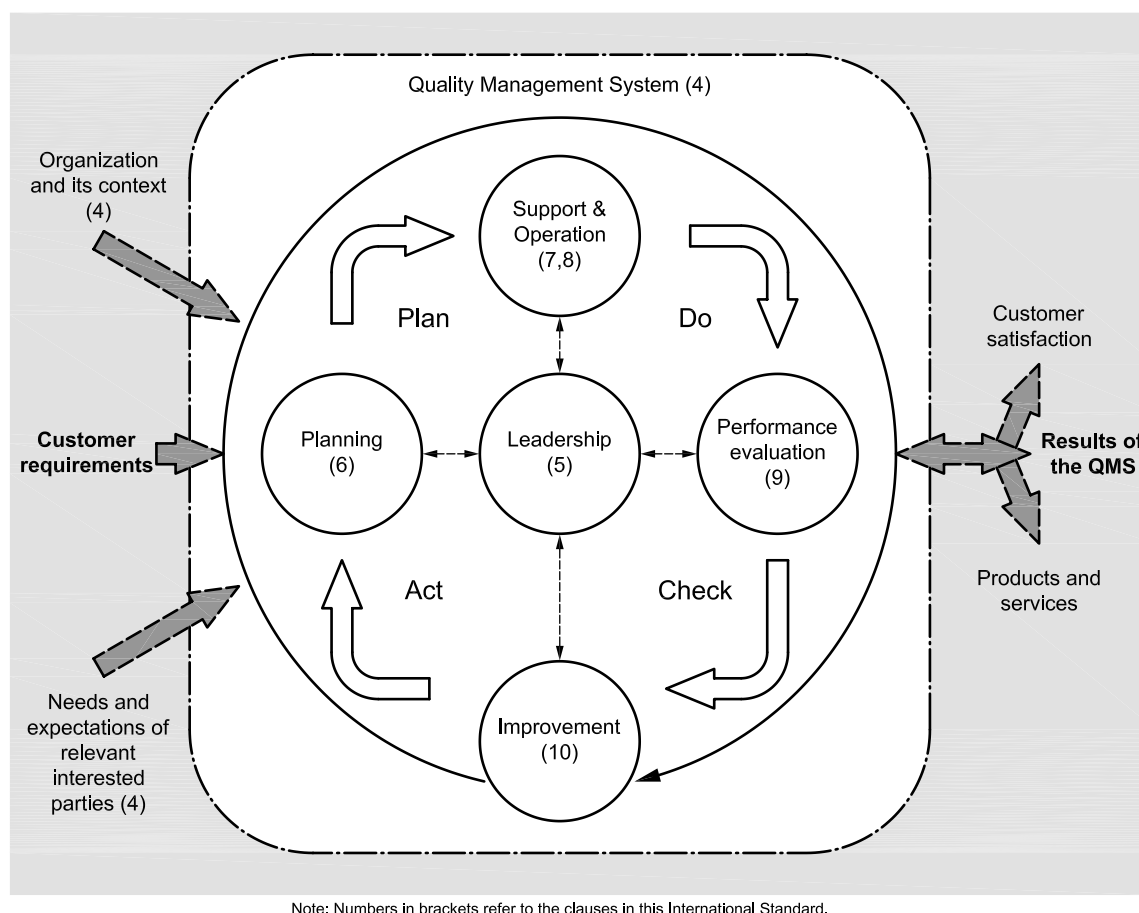 Quality Management System (4)
Organization
and its context
(4)
Support &
Operation
(7,8)
Plan
Do
Customer
satisfaction
Customer
requirements
Planning
(6)
Leadership
(5)
Performance
evaluation
(9)
Results of
the QMS
Act
Check
Products and
services
Needs and
expectations of
relevant
interested
parties (4)
Improvement
(10)
Note: Numbers in brackets refer to the clauses in this International Standard.